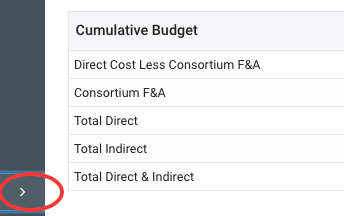 Cumulative Budget
Direct Cost Less Consortium F&A
Consortium F&A
Total Direct
Total Indirect
Total Direct & Indirect